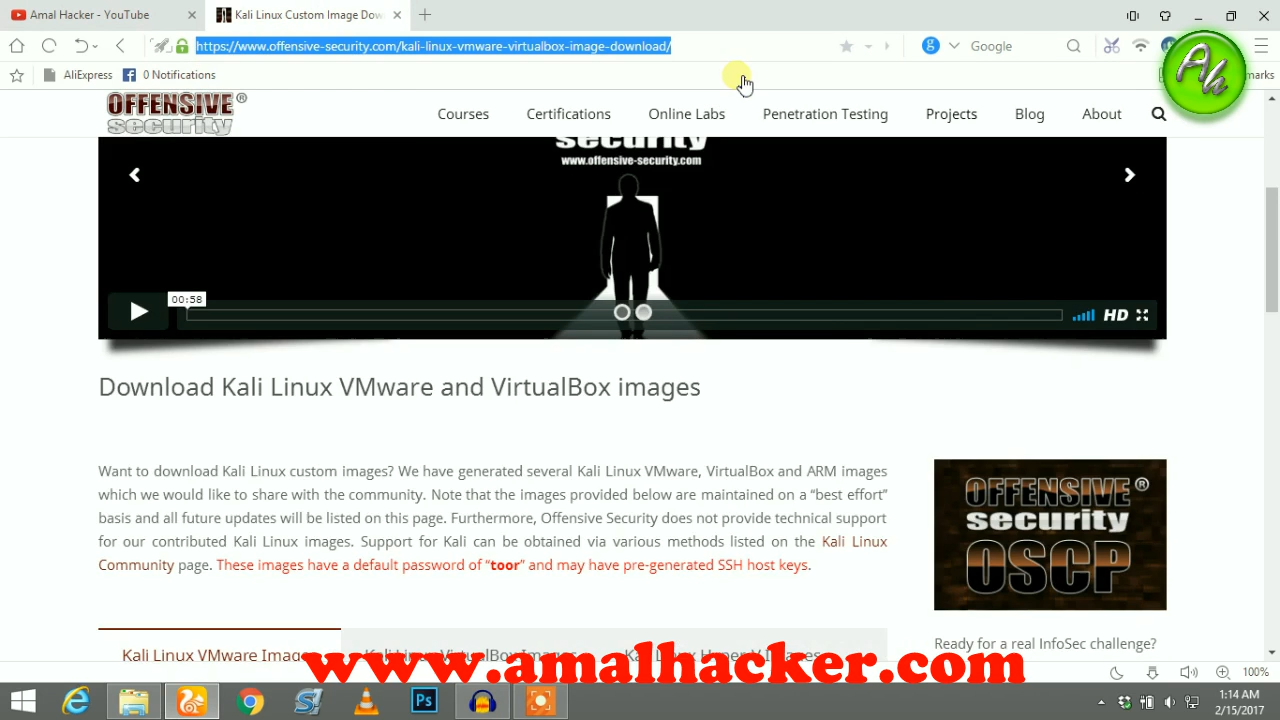 Amal Hacker - YouTube
Kali Linux Custom Image Dow
https://www.offensive-security.com/kali-linux-vmware-virtualbox-image-download/
Google
AliExpress
0 Notifications
marks
Ah
OFFENSIVE®
security
Courses
Certifications
Online Labs
Penetration Testing
Projects
Blog
About
security
www.offensive-security.com
00:58
HD
Download Kali Linux VMware and VirtualBox images
Want to download Kali Linux custom images? We have generated several Kali Linux VMware, VirtualBox and ARM images
which we would like to share with the community. Note that the images provided below are maintained on a “best effort”
basis and all future updates will be listed on this page. Furthermore, Offensive Security does not provide technical support
for our contributed Kali Linux images. Support for Kali can be obtained via various methods listed on the Kali Linux
Community page. These images have a default password of “toor” and may have pre-generated SSH host keys.
OFFENSIVE®
security
OSCP
Ready for a real InfoSec challenge?
Kali Linux VMware Images
Kali Linux VirtualBox Images
Kali Linux Hyper-V Images
www.amalhacker.com
100%
Ps
1:14 AM
2/15/2017